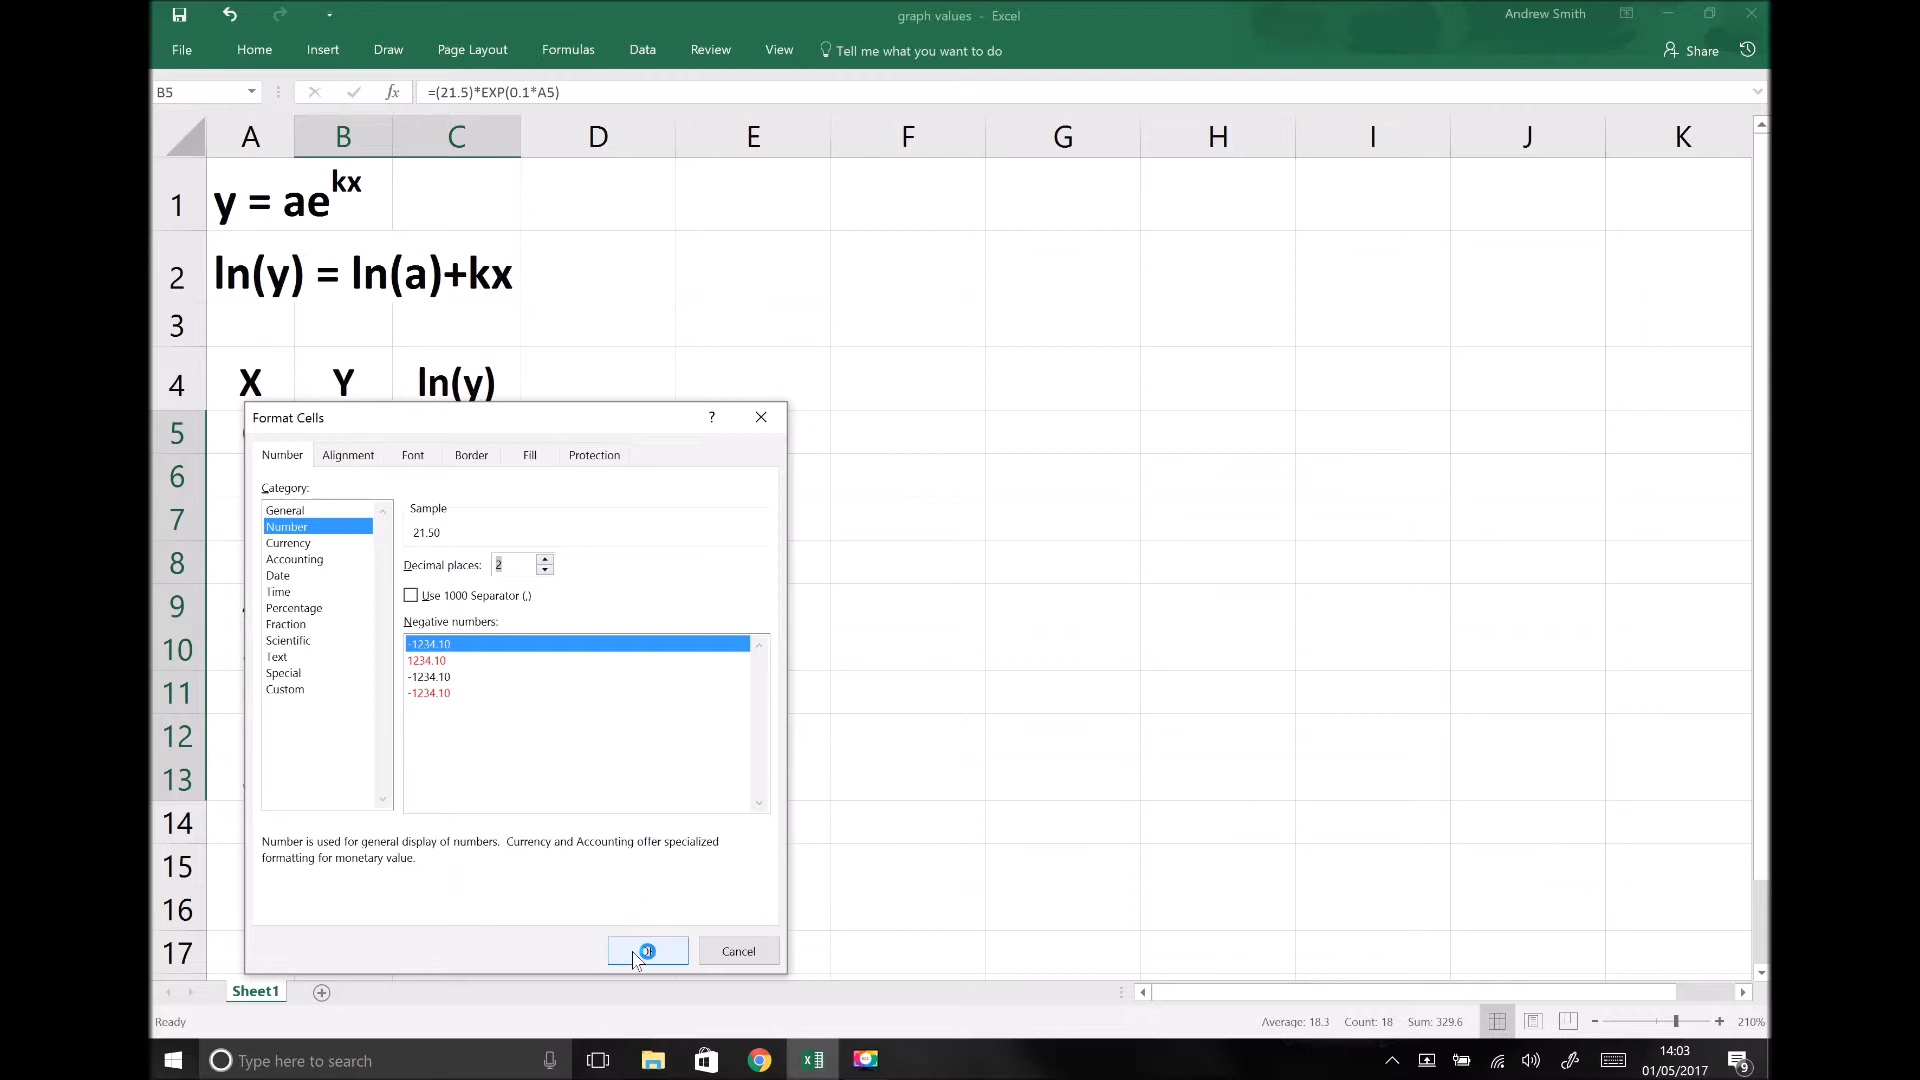 graph values - Excel
Andrew Smith
File Home Insert Draw Page Layout Formulas Data Review View Tell me what you want to do Share
B5 fx =(21.5)*EXP(0.1*A5)
A B C D E F G H I J K
1 y = ae^kx
2 ln(y) = ln(a)+kx
3
4 X Y ln(y)
5
6
7
8
9
10
11
12
13
14
15
16
17
Format Cells ?
Number Alignment Font Border Fill Protection
Category:
General
Number
Currency
Accounting
Date
Time
Percentage
Fraction
Scientific
Text
Special
Custom
Sample
21.50
Decimal places: 2
Use 1000 Separator (,)
Negative numbers:
-1234.10
1234.10
-1234.10
-1234.10
Number is used for general display of numbers. Currency and Accounting offer specialized
formatting for monetary value.
Cancel
Sheet1
Ready Average: 18.3 Count: 18 Sum: 329.6 210%
Type here to search
14:03
01/05/2017
9